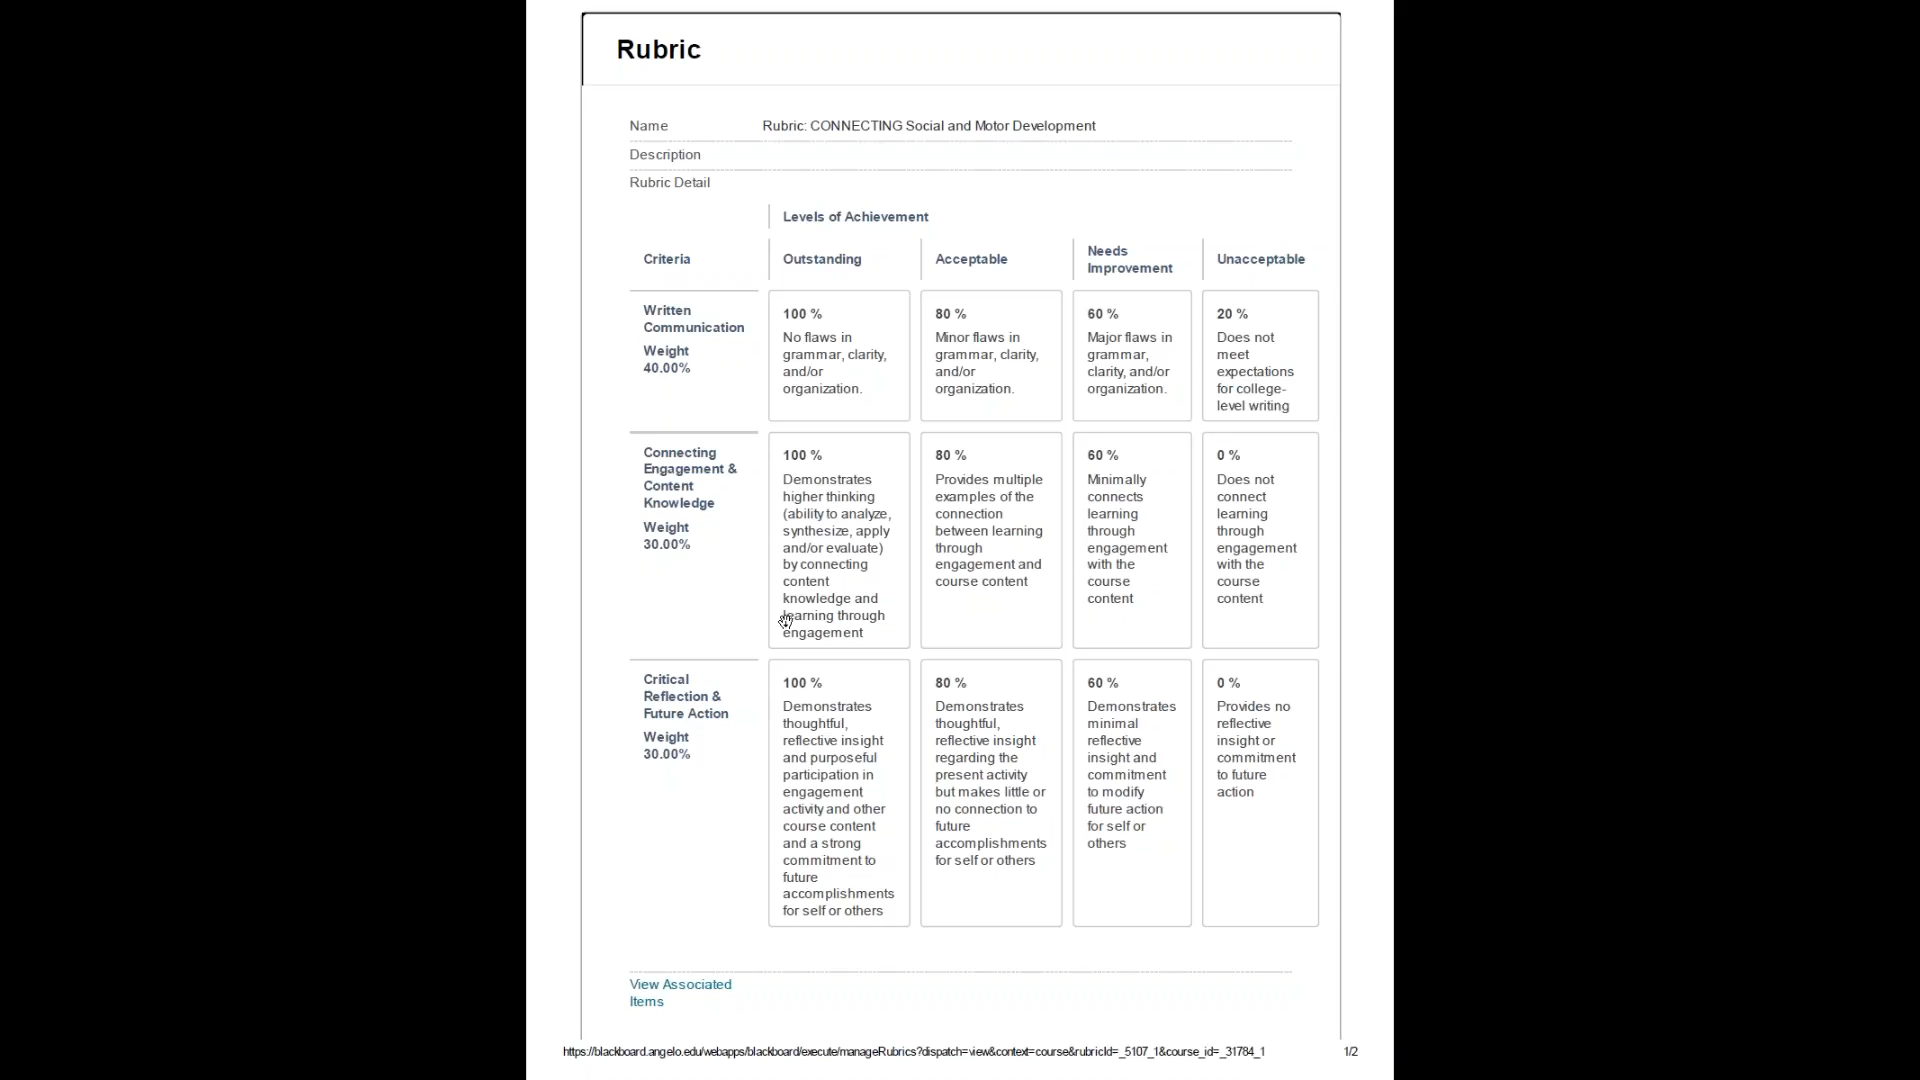 Rubric
Name Rubric: CONNECTING Social and Motor Development
Description
Rubric Detail
Levels of Achievement
Criteria Outstanding Acceptable Needs Improvement Unacceptable
Written
Communication
Weight
40.00%
100 %
No flaws in
grammar, clarity,
and/or
organization.
80 %
Minor flaws in
grammar, clarity,
and/or
organization.
60 %
Major flaws in
grammar,
clarity, and/or
organization.
20 %
Does not
meet
expectations
for college-
level writing
Connecting
Engagement &
Content
Knowledge
Weight
30.00%
100 %
Demonstrates
higher thinking
(ability to analyze,
synthesize, apply
and/or evaluate)
by connecting
content
knowledge and
learning through
engagement
80 %
Provides multiple
examples of the
connection
between learning
through
engagement and
course content
60 %
Minimally
connects
learning
through
engagement
with the
course
content
0 %
Does not
connect
learning
through
engagement
with the
course
content
Critical
Reflection &
Future Action
Weight
30.00%
100 %
Demonstrates
thoughtful,
reflective insight
and purposeful
participation in
engagement
activity and other
course content
and a strong
commitment to
future
accomplishments
for self or others
80 %
Demonstrates
thoughtful,
reflective insight
regarding the
present activity
but makes little or
no connection to
future
accomplishments
for self or others
60 %
Demonstrates
minimal
reflective
insight and
commitment
to modify
future action
for self or
others
0 %
Provides no
reflective
insight or
commitment
to future
action
View Associated
Items
https://blackboard.angelo.edu/webapps/blackboard/execute/manageRubrics?dispatch=view&context=course&rubricId=_5107_1&course_id=_31784_1 1/2